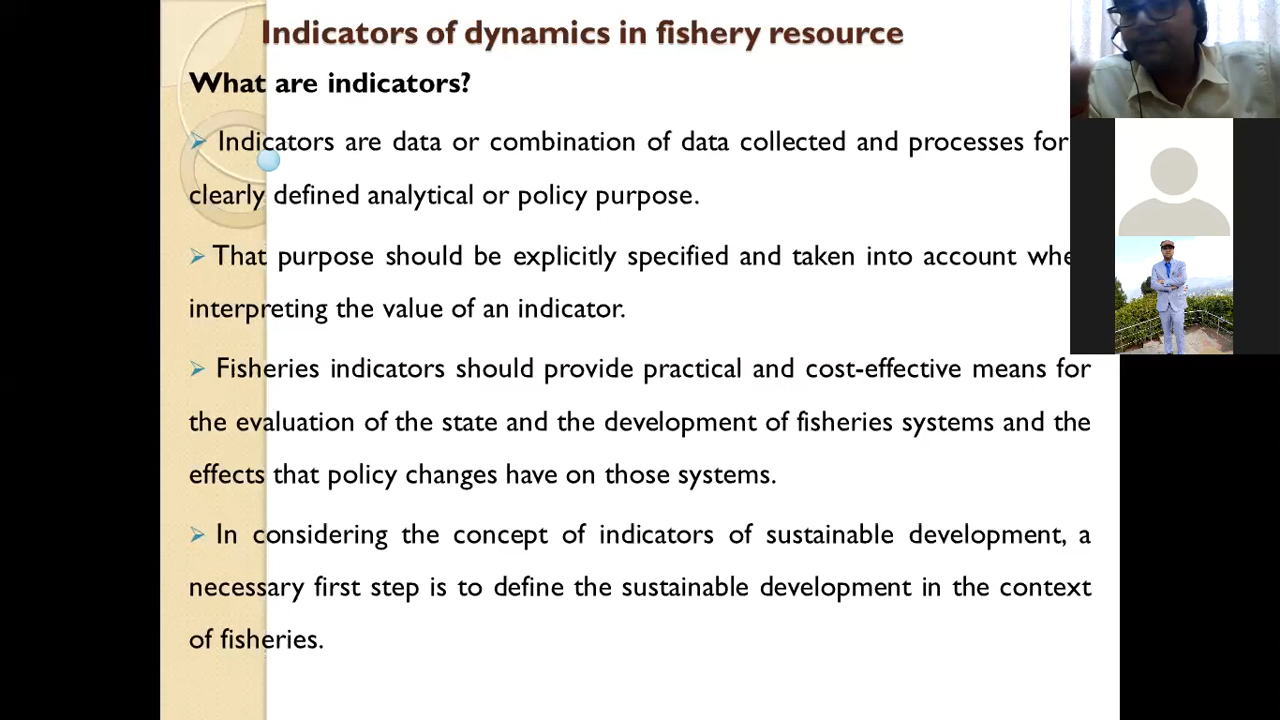 Indicators of dynamics in fishery resource
What are indicators?
Indicators are data or combination of data collected and processes for
clearly defined analytical or policy purpose.
That purpose should be explicitly specified and taken into account
interpreting the value of an indicator.
Fisheries indicators should provide practical and cost-effective means for
the evaluation of the state and the development of fisheries systems and the
effects that policy changes have on those systems.
In considering the concept of indicators of sustainable development, a
necessary first step is to define the sustainable development in the context
of fisheries.